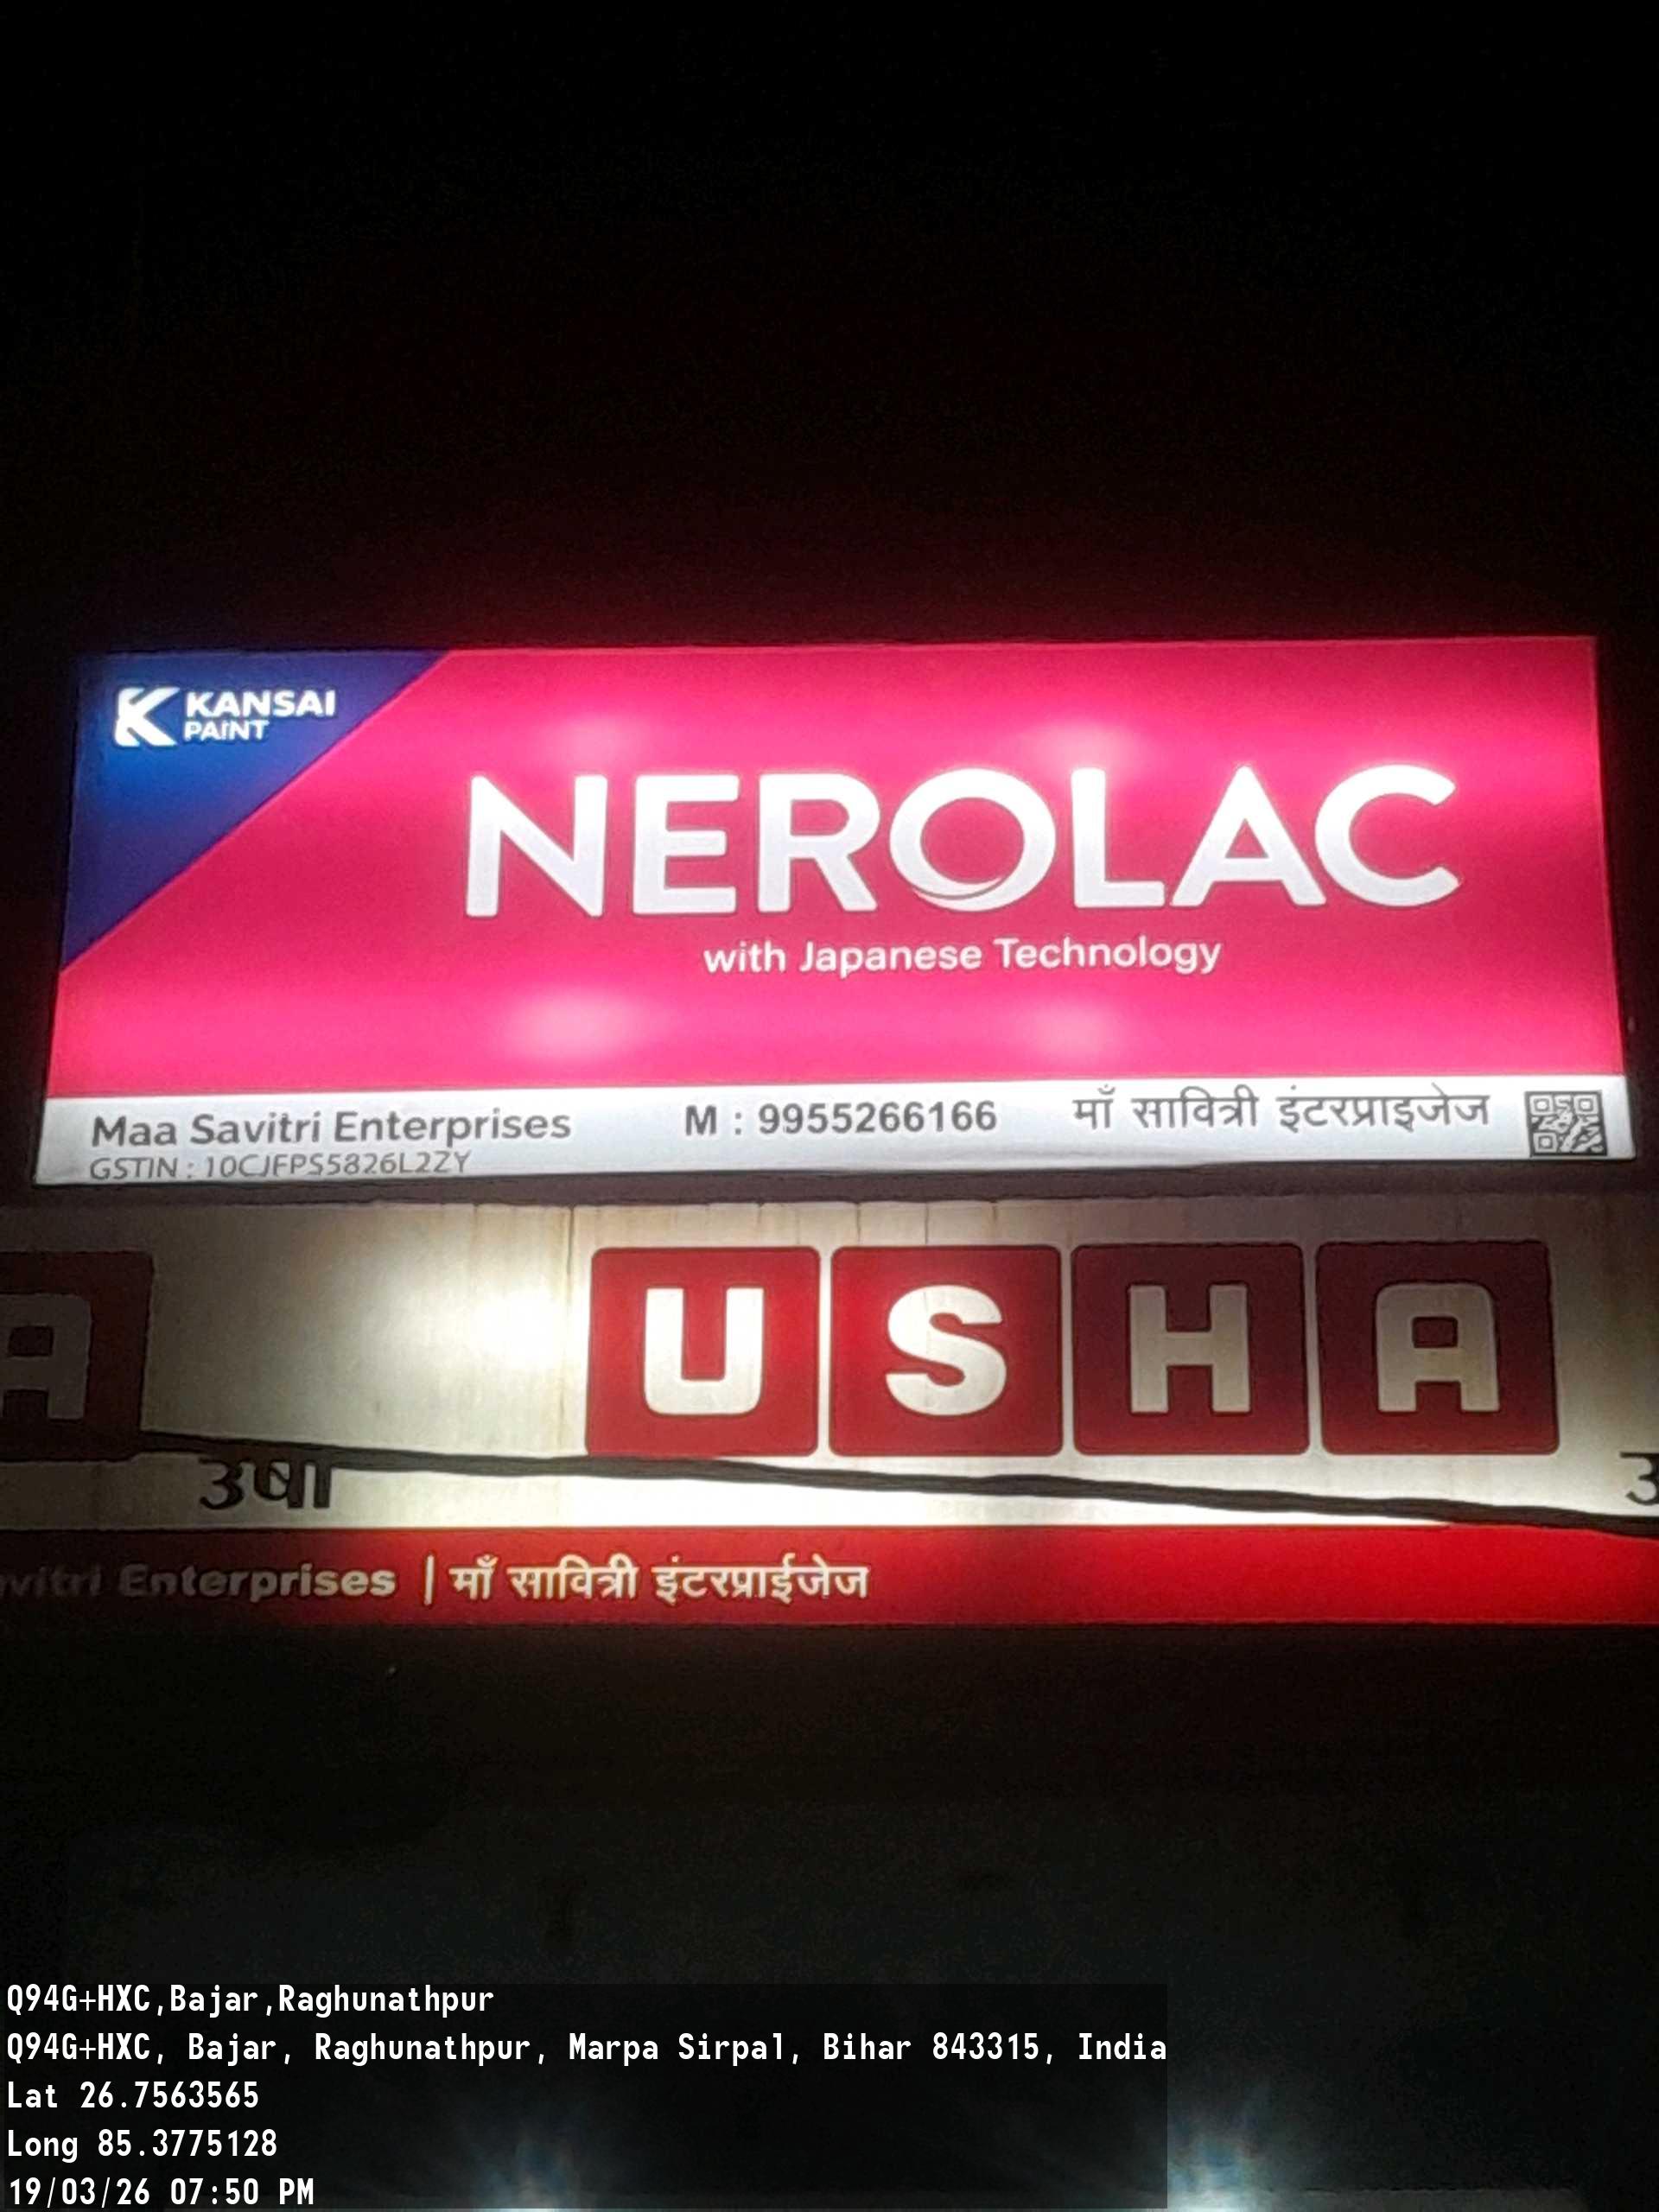 KANSAI
PAINT
NEROLAC
with Japanese Technology
Maa Savitri Enterprises
GSTIN : 10CJFPS5826L2ZY
M : 9955266166
माँ सावित्री इंटरप्राइजेज
A
USHA
उषा
उ
vitri Enterprises | माँ सावित्री इंटरप्राईजेज
Q94G+HXC,Bajar,Raghunathpur
Q94G+HXC, Bajar, Raghunathpur, Marpa Sirpal, Bihar 843315, India
Lat 26.7563565
Long 85.3775128
19/03/26 07:50 PM